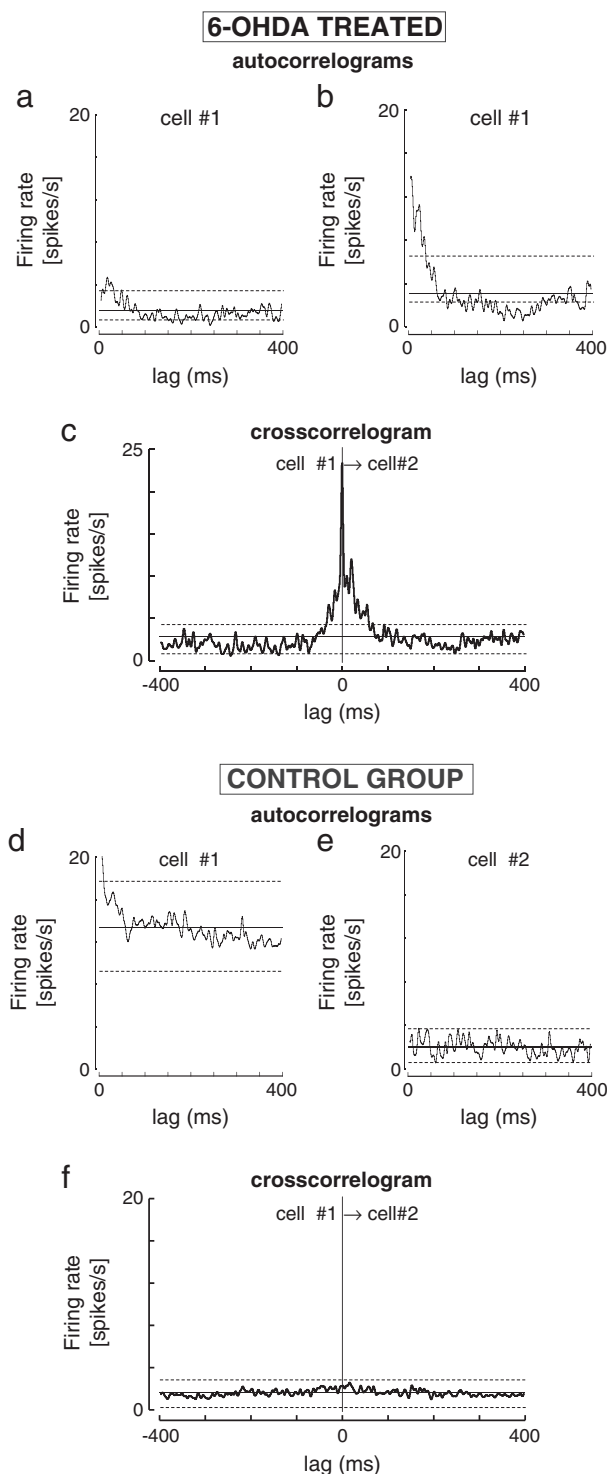 6-OHDA TREATED
autocorrelograms
a
cell #1
20
0
Firing rate
[spikes/s]
0
400
lag (ms)
b
cell #1
20
0
Firing rate
[spikes/s]
0
400
lag (ms)
c
crosscorrelogram
cell #1 → cell#2
25
0
Firing rate
[spikes/s]
-400
0
400
lag (ms)
CONTROL GROUP
autocorrelograms
d
cell #1
20
0
Firing rate
[spikes/s]
0
400
lag (ms)
e
cell #2
20
0
Firing rate
[spikes/s]
0
400
lag (ms)
f
crosscorrelogram
cell #1 → cell#2
20
0
Firing rate
[spikes/s]
-400
0
400
lag (ms)